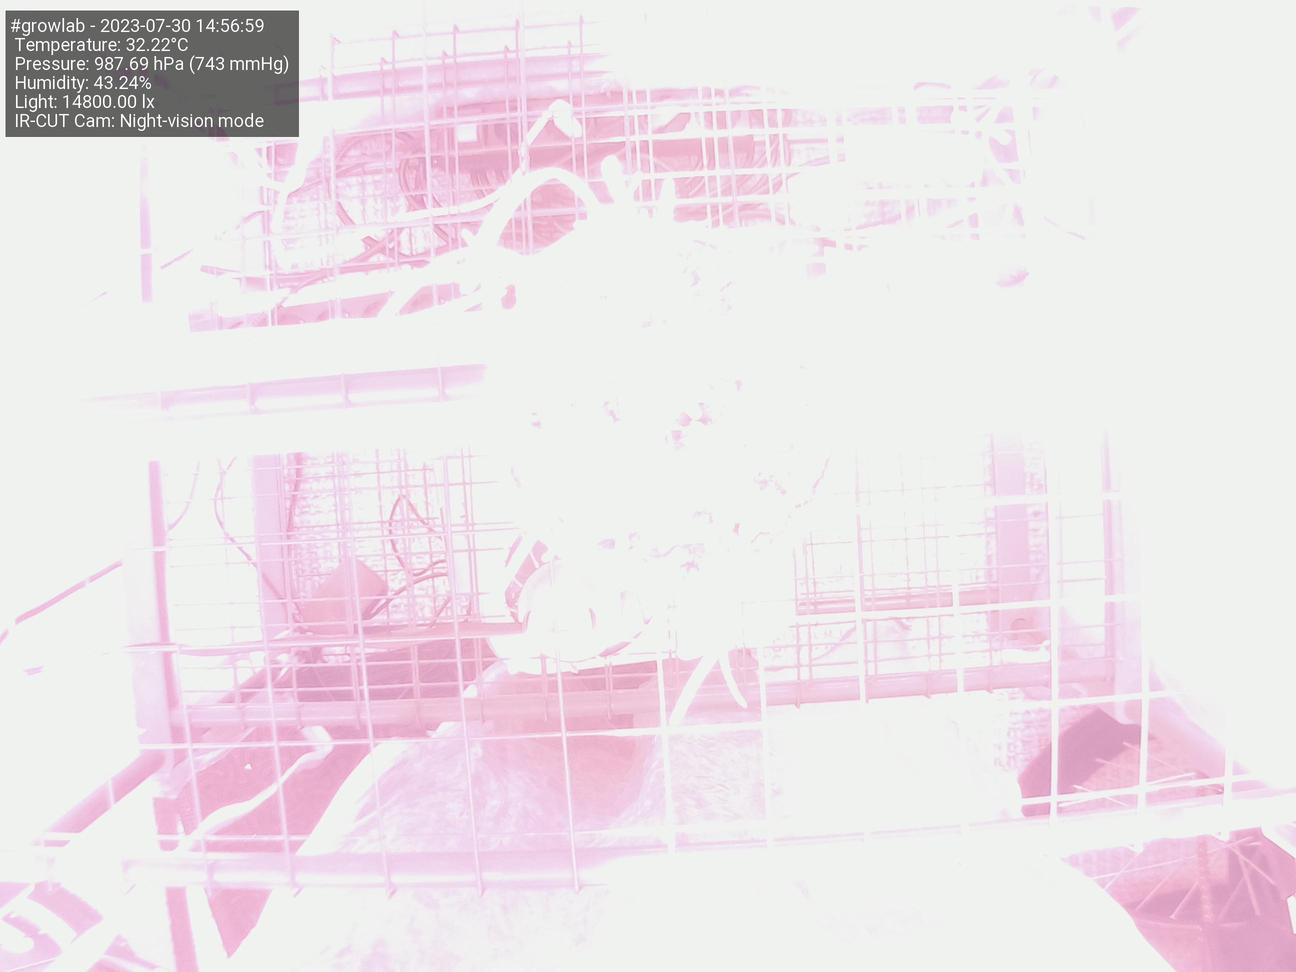 #growlab - 2023-07-30 14:56:59
Temperature: 32.22°C
Pressure: 987.69 hPa (743 mmHg)
Humidity: 43.24%
Light: 14800.00 lx
IR-CUT Cam: Night-vision mode